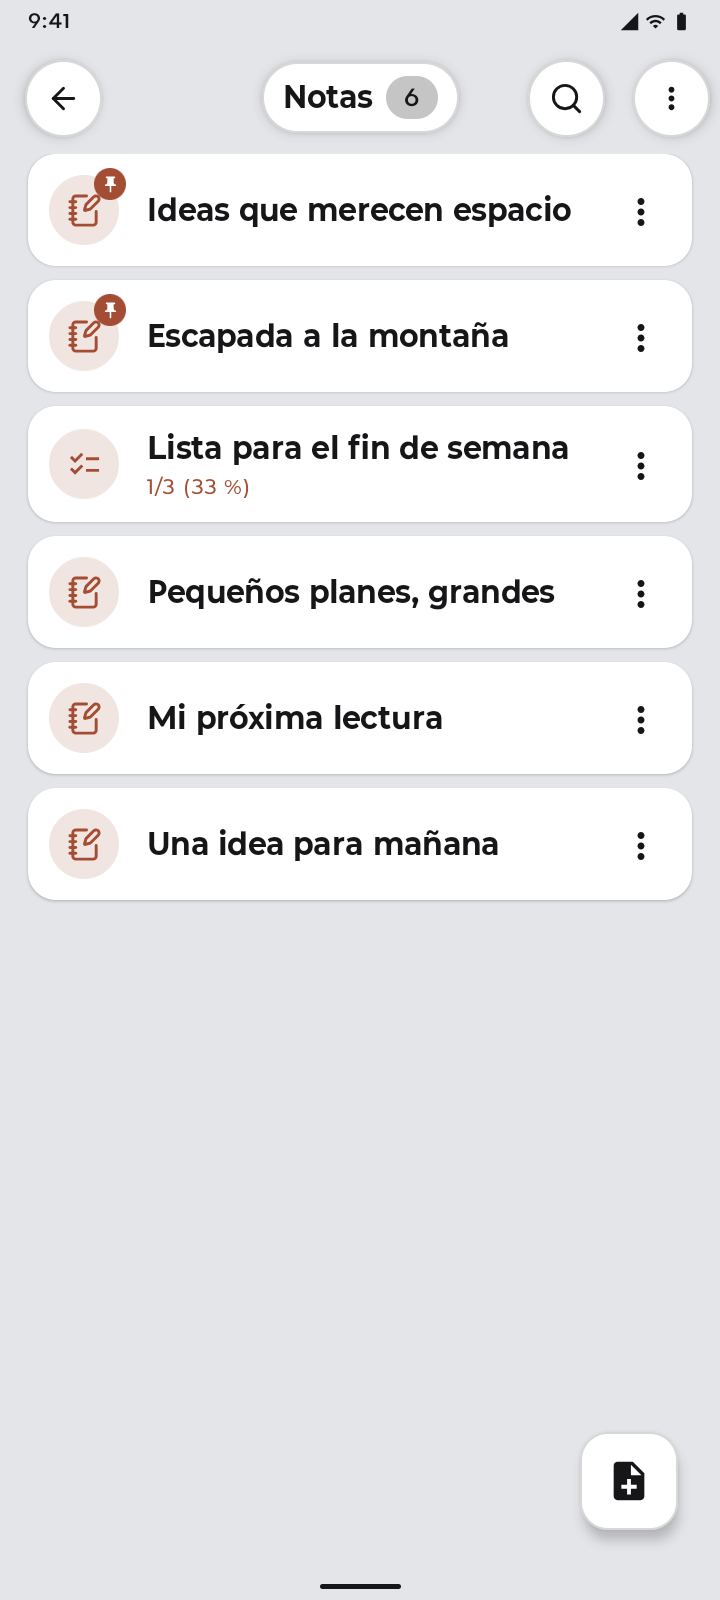 9:41
Notas 6
Ideas que merecen espacio
Escapada a la montaña
Lista para el fin de semana
1/3 (33 %)
Pequeños planes, grandes
Mi próxima lectura
Una idea para mañana